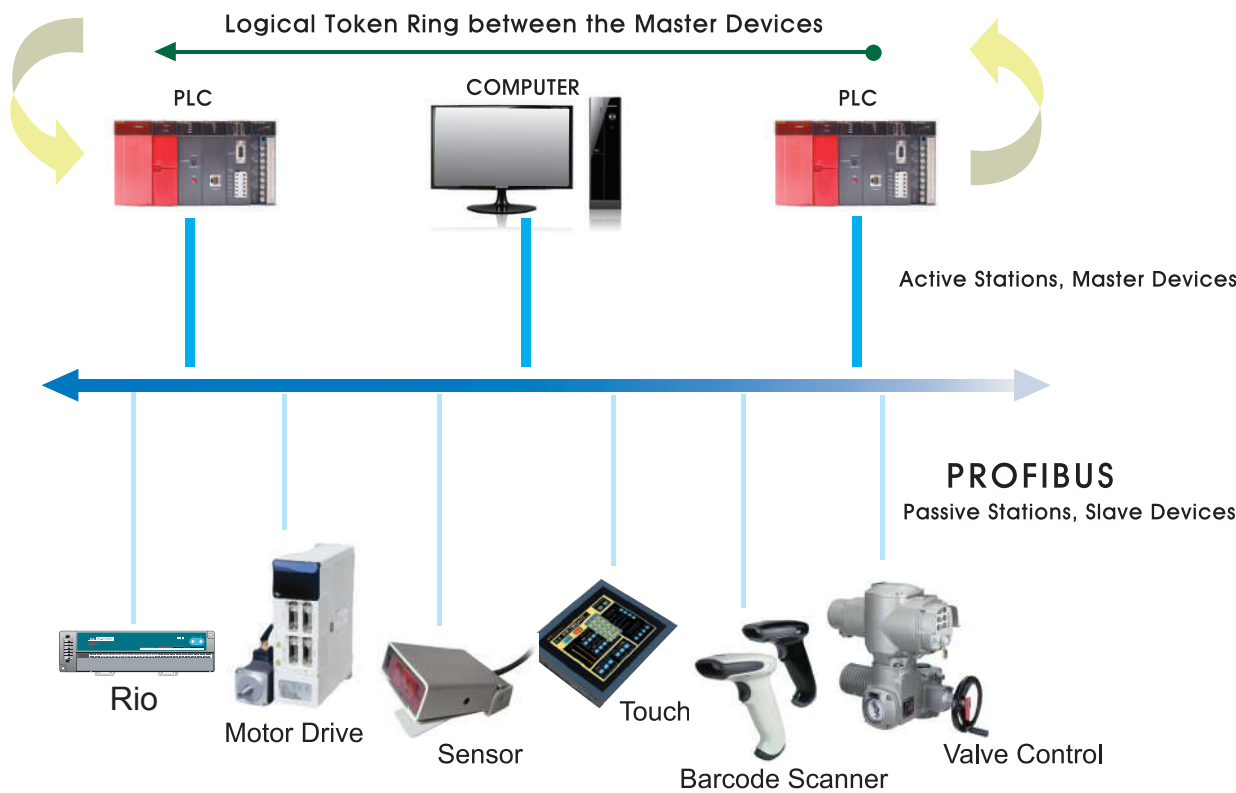 Logical Token Ring between the Master Devices
PLC
COMPUTER
PLC
Active Stations, Master Devices
PROFIBUS
Passive Stations, Slave Devices
Rio
Motor Drive
Sensor
Touch
Barcode Scanner
Valve Control